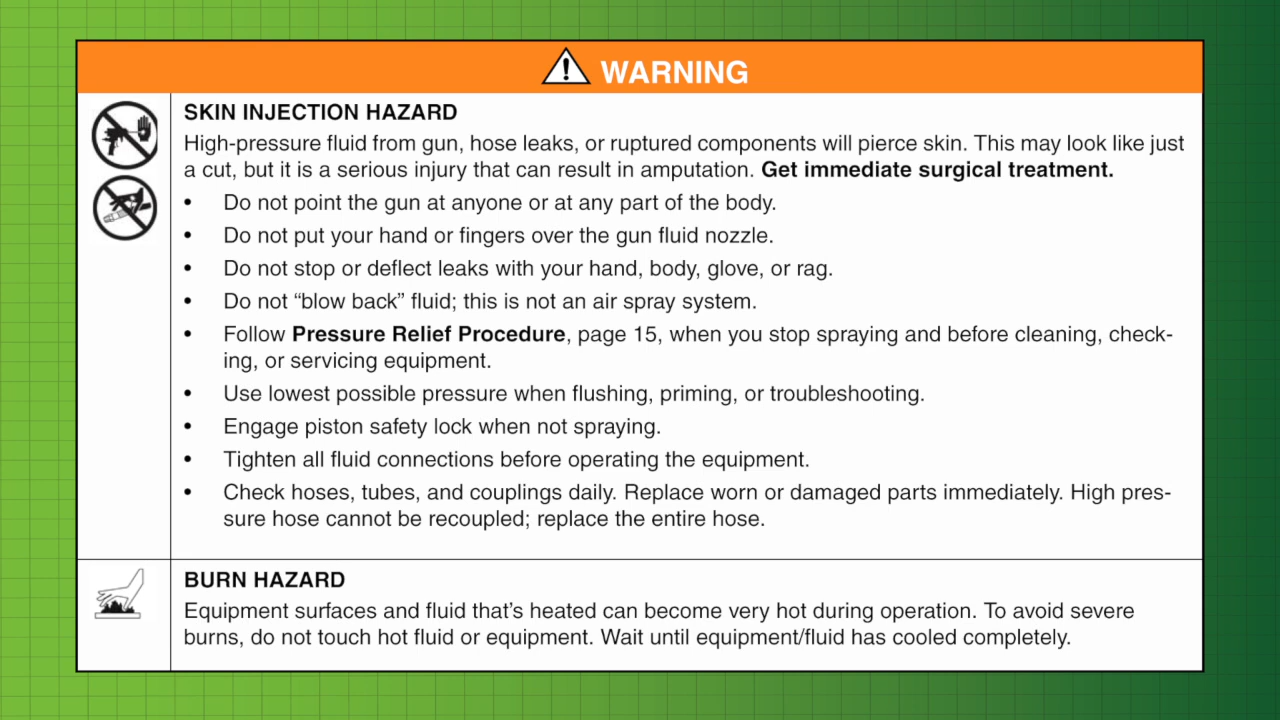 WARNING
SKIN INJECTION HAZARD
High-pressure fluid from gun, hose leaks, or ruptured components will pierce skin. This may look like just
a cut, but it is a serious injury that can result in amputation. Get immediate surgical treatment.
• Do not point the gun at anyone or at any part of the body.
• Do not put your hand or fingers over the gun fluid nozzle.
• Do not stop or deflect leaks with your hand, body, glove, or rag.
• Do not “blow back” fluid; this is not an air spray system.
• Follow Pressure Relief Procedure, page 15, when you stop spraying and before cleaning, check-
ing, or servicing equipment.
• Use lowest possible pressure when flushing, priming, or troubleshooting.
• Engage piston safety lock when not spraying.
• Tighten all fluid connections before operating the equipment.
• Check hoses, tubes, and couplings daily. Replace worn or damaged parts immediately. High pres-
sure hose cannot be recoupled; replace the entire hose.
BURN HAZARD
Equipment surfaces and fluid that’s heated can become very hot during operation. To avoid severe
burns, do not touch hot fluid or equipment. Wait until equipment/fluid has cooled completely.